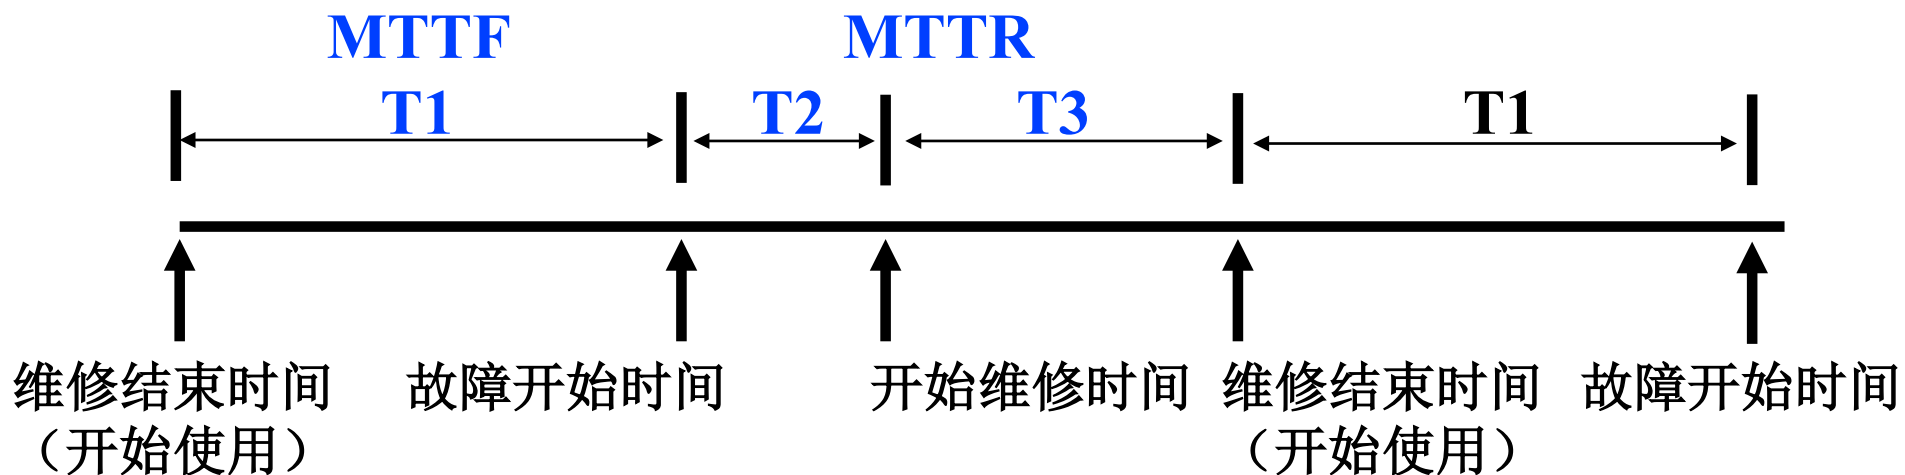 MTTF MTTR
T1 T2 T3 T1
维修结束时间 故障开始时间 开始维修时间 维修结束时间 故障开始时间
（开始使用） （开始使用）